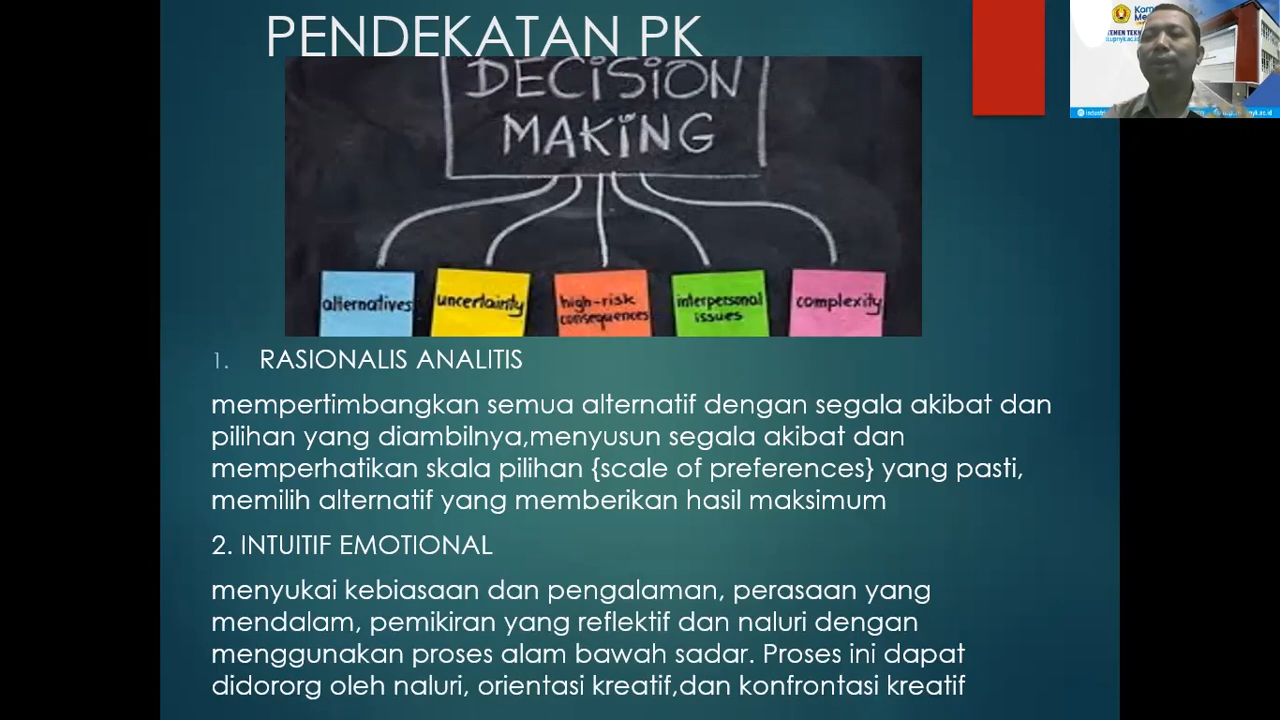 PENDEKATAN PK
DECISION
MAKING
alternatives
uncertainty
high-risk
consequences
interpersonal
issues
complexity
1. RASIONALIS ANALITIS
mempertimbangkan semua alternatif dengan segala akibat dan
pilihan yang diambilnya,menyusun segala akibat dan
memperhatikan skala pilihan {scale of preferences} yang pasti,
memilih alternatif yang memberikan hasil maksimum
2. INTUITIF EMOTIONAL
menyukai kebiasaan dan pengalaman, perasaan yang
mendalam, pemikiran yang reflektif dan naluri dengan
menggunakan proses alam bawah sadar. Proses ini dapat
didororg oleh naluri, orientasi kreatif,dan konfrontasi kreatif